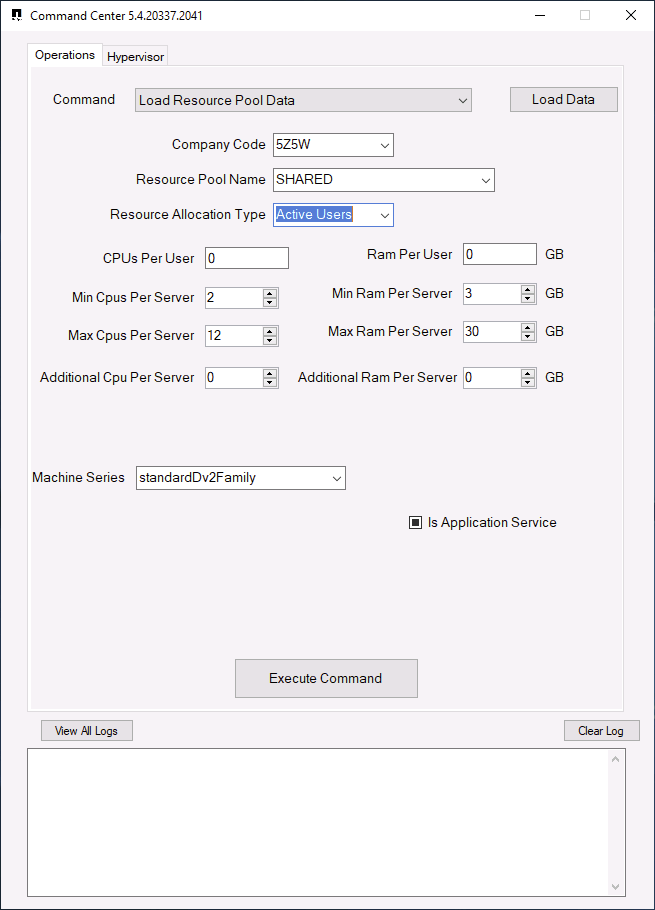 Command Center 5.4.20337.2041
Operations Hypervisor
Command Load Resource Pool Data Load Data
Company Code 5Z5W
Resource Pool Name SHARED
Resource Allocation Type Active Users
CPUs Per User 0 Ram Per User 0 GB
Min Cpus Per Server 2 Min Ram Per Server 3 GB
Max Cpus Per Server 12 Max Ram Per Server 30 GB
Additional Cpu Per Server 0 Additional Ram Per Server 0 GB
Machine Series standardDv2Family
Is Application Service
Execute Command
View All Logs Clear Log